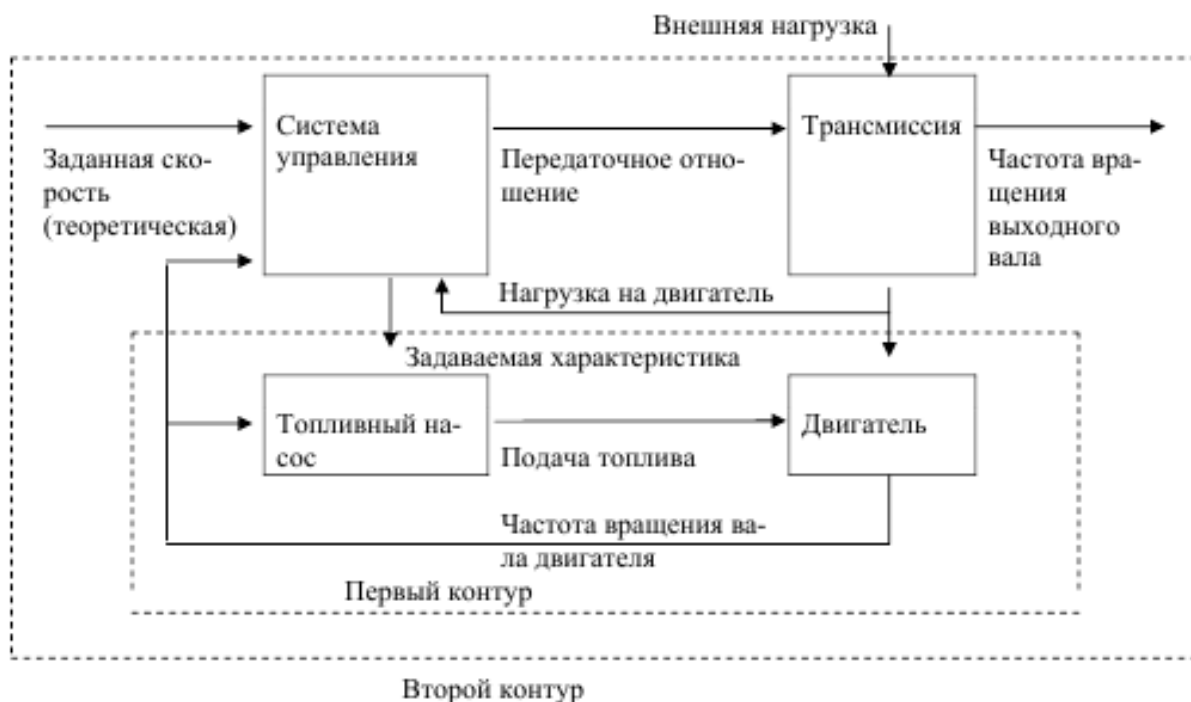 Внешняя нагрузка
Система
управления
Трансмиссия
Заданная ско-
рость
(теоретическая)
Передаточное отно-
шение
Частота вра-
щения
выходного
вала
Нагрузка на двигатель
Задаваемая характеристика
Топливный на-
сос
Двигатель
Подача топлива
Частота вращения ва-
ла двигателя
Первый контур
Второй контур